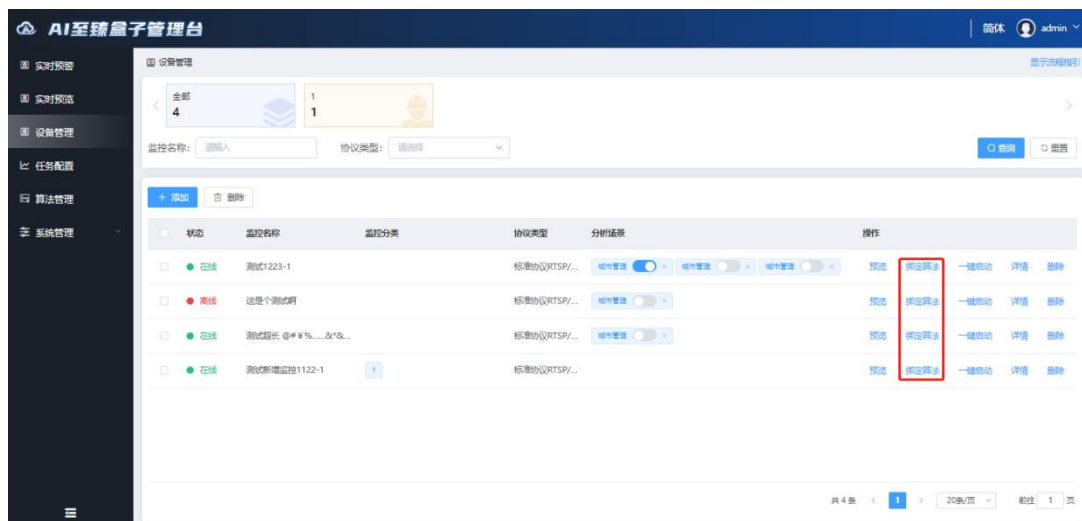 AI至臻盒子管理台
简体 admin
实时预警
实时预览
设备管理
任务配置
算法管理
系统管理
设备管理 显示流程指引
全部
4
1
1
监控名称: 请输入 协议类型: 请选择 查询 重置
+ 添加 删除
状态 监控名称 监控分类 协议类型 分析场景 操作
在线 测试1223-1 标准协议RTSP/... 城市管理 × 城市管理 × 城市管理 × 预览 绑定算法 一键启动 详情 删除
离线 这是个测试啊 标准协议RTSP/... 城市管理 × 预览 绑定算法 一键启动 详情 删除
在线 测试超长 @#¥%......&*&... 标准协议RTSP/... 城市管理 × 预览 绑定算法 一键启动 详情 删除
在线 测试新增监控1122-1 1 标准协议RTSP/... 预览 绑定算法 一键启动 详情 删除
共 4 条 < 1 > 20条/页 前往 1 页